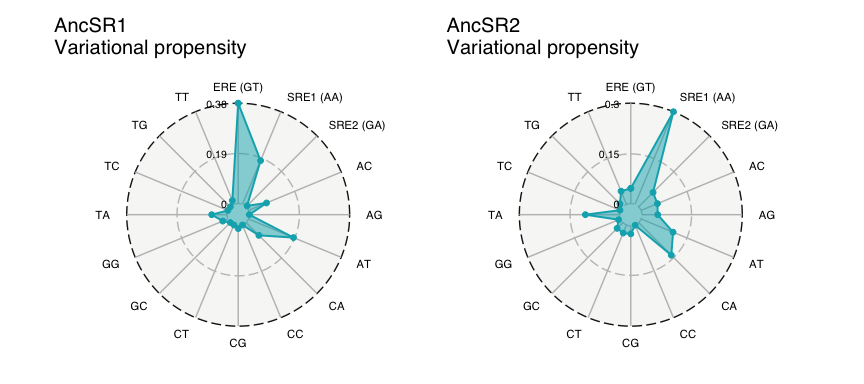 AncSR1
Variational propensity
ERE (GT)
SRE1 (AA)
SRE2 (GA)
AC
AG
AT
CA
CC
CG
CT
GC
GG
TA
TC
TG
TT
0.38
0.19
0
AncSR2
Variational propensity
ERE (GT)
SRE1 (AA)
SRE2 (GA)
AC
AG
AT
CA
CC
CG
CT
GC
GG
TA
TC
TG
TT
0.3
0.15
0